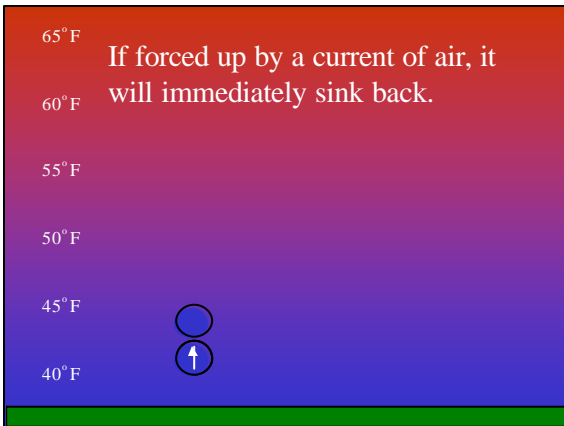 65°F
If forced up by a current of air, it
will immediately sink back.
60°F
55°F
50°F
45°F
40°F